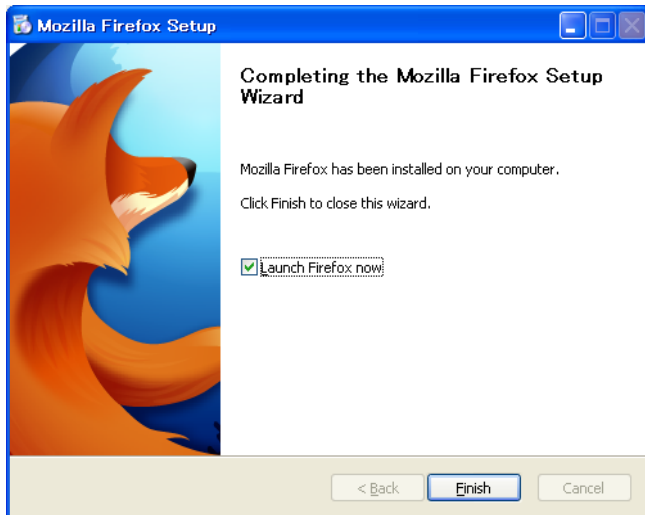 Mozilla Firefox Setup
Completing the Mozilla Firefox Setup
Wizard
Mozilla Firefox has been installed on your computer.
Click Finish to close this wizard.
Launch Firefox now
< Back
Finish
Cancel